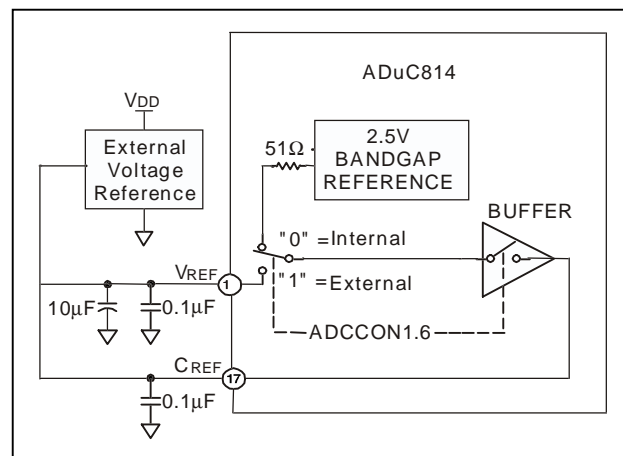 ADuC814
VDD
External
Voltage
Reference
51Ω
2.5V
BANDGAP
REFERENCE
BUFFER
"0" =Internal
"1" =External
VREF
1
10µF
0.1µF
ADCCON1.6
CREF
17
0.1µF